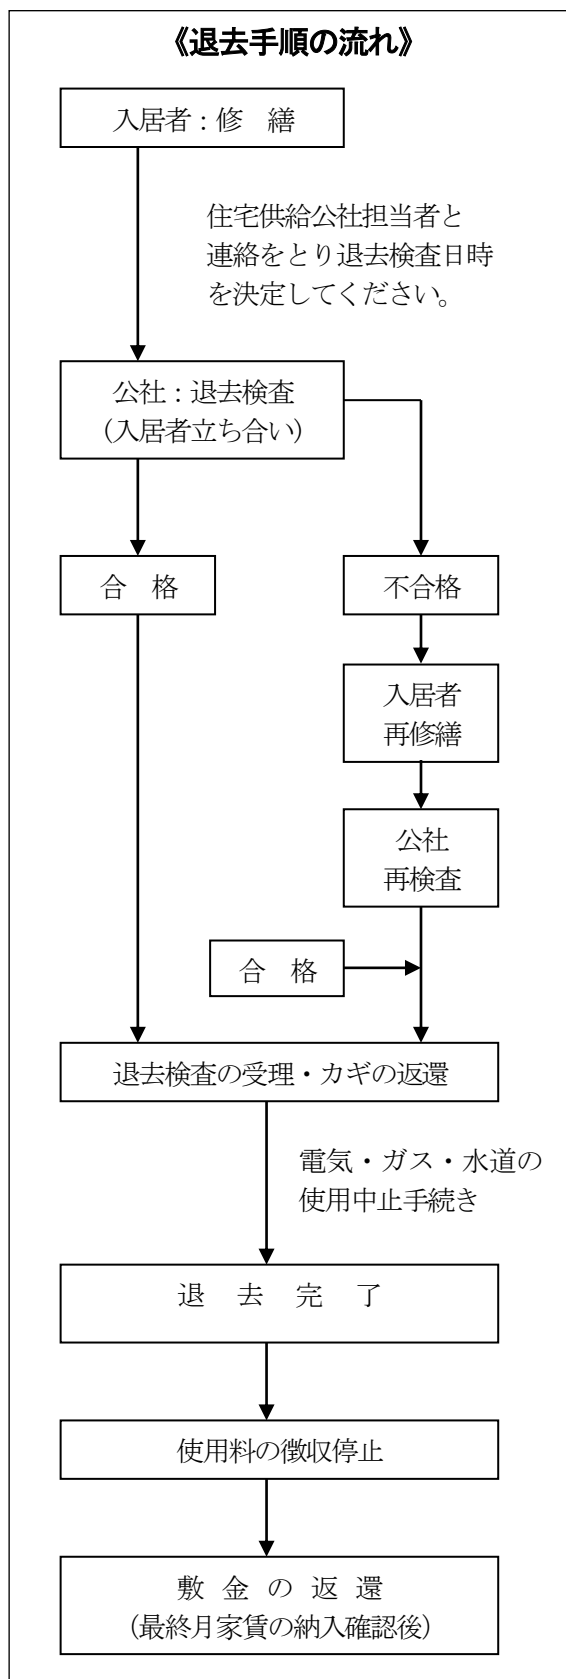 《退去手順の流れ》
入居者：修　繕
住宅供給公社担当者と
連絡をとり退去検査日時
を決定してください。
公社：退去検査
（入居者立ち合い）
合　格
不合格
入居者
再修繕
公社
再検査
合　格
退去検査の受理・カギの返還
電気・ガス・水道の
使用中止手続き
退　去　完　了
使用料の徴収停止
敷 金 の 返 還
（最終月家賃の納入確認後）